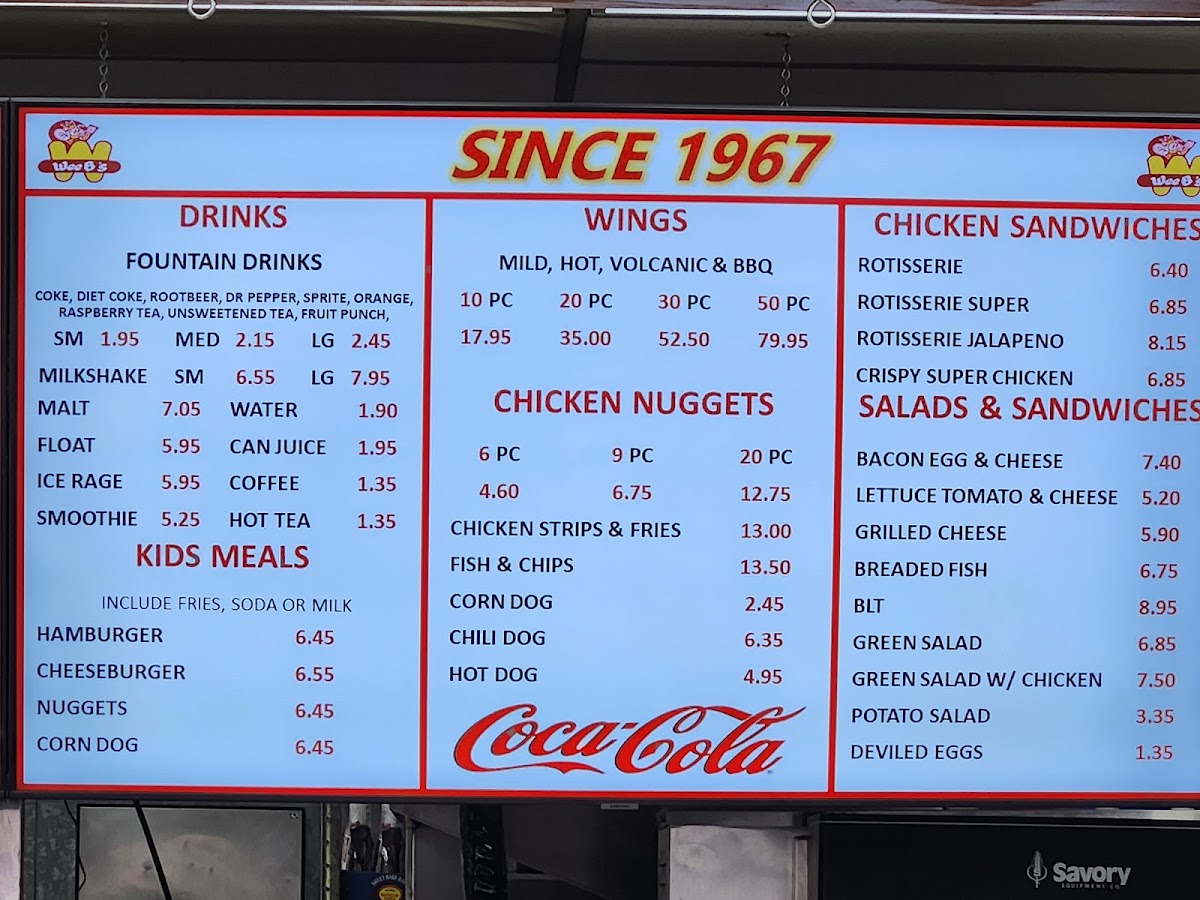 Wee B's
SINCE 1967
Wee B's
DRINKS
FOUNTAIN DRINKS
COKE, DIET COKE, ROOTBEER, DR PEPPER, SPRITE, ORANGE,
RASPBERRY TEA, UNSWEETENED TEA, FRUIT PUNCH,
SM 1.95 MED 2.15 LG 2.45
MILKSHAKE SM 6.55 LG 7.95
MALT 7.05 WATER 1.90
FLOAT 5.95 CAN JUICE 1.95
ICE RAGE 5.95 COFFEE 1.35
SMOOTHIE 5.25 HOT TEA 1.35
KIDS MEALS
INCLUDE FRIES, SODA OR MILK
HAMBURGER 6.45
CHEESEBURGER 6.55
NUGGETS 6.45
CORN DOG 6.45
WINGS
MILD, HOT, VOLCANIC & BBQ
10 PC 20 PC 30 PC 50 PC
17.95 35.00 52.50 79.95
CHICKEN NUGGETS
6 PC 9 PC 20 PC
4.60 6.75 12.75
CHICKEN STRIPS & FRIES 13.00
FISH & CHIPS 13.50
CORN DOG 2.45
CHILI DOG 6.35
HOT DOG 4.95
Coca-Cola
CHICKEN SANDWICHES
ROTISSERIE 6.40
ROTISSERIE SUPER 6.85
ROTISSERIE JALAPENO 8.15
CRISPY SUPER CHICKEN 6.85
SALADS & SANDWICHES
BACON EGG & CHEESE 7.40
LETTUCE TOMATO & CHEESE 5.20
GRILLED CHEESE 5.90
BREADED FISH 6.75
BLT 8.95
GREEN SALAD 6.85
GREEN SALAD W/ CHICKEN 7.50
POTATO SALAD 3.35
DEVILED EGGS 1.35
Savory
EQUIPMENT CO